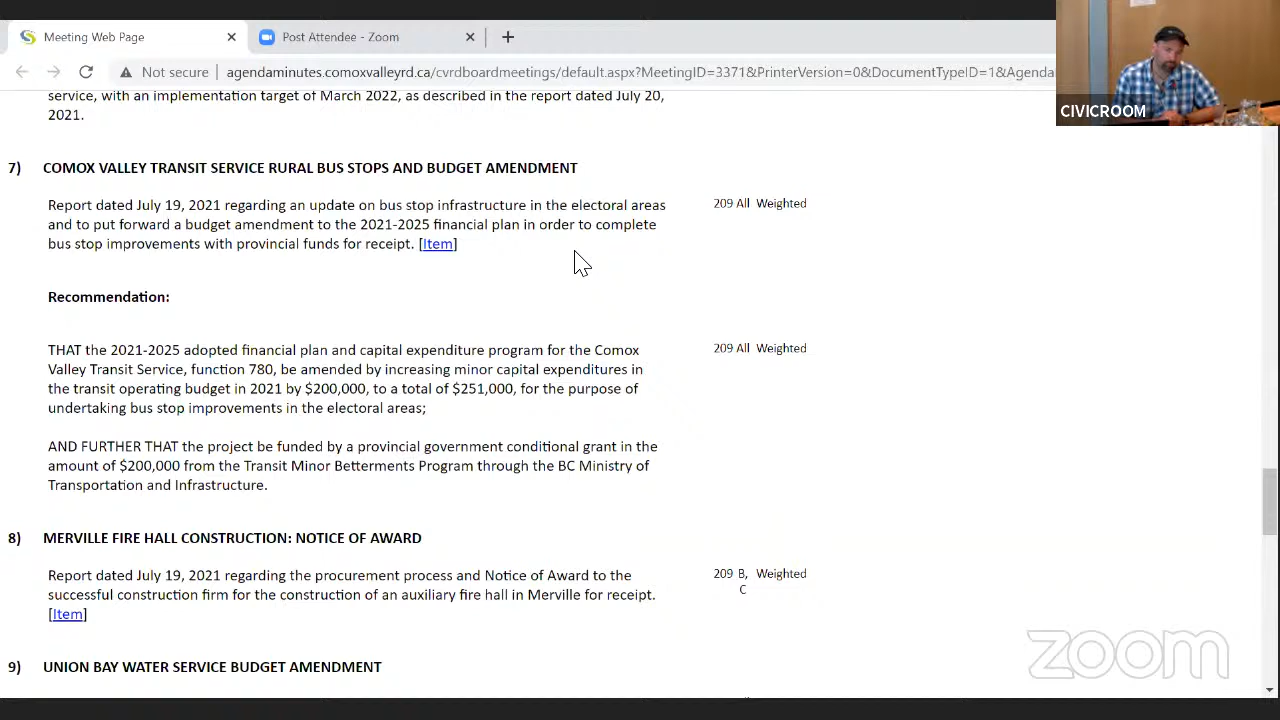 Meeting Web Page
Post Attendee - Zoom
Not secure
agendaminutes.comoxvalleyrd.ca/cvrdboardmeetings/default.aspx?MeetingID=3371&PrinterVersion=0&DocumentTypeID=1&Agenda
CIVICROOM
service, with an implementation target of March 2022, as described in the report dated July 20,
2021.
7) COMOX VALLEY TRANSIT SERVICE RURAL BUS STOPS AND BUDGET AMENDMENT
Report dated July 19, 2021 regarding an update on bus stop infrastructure in the electoral areas
209 All Weighted
and to put forward a budget amendment to the 2021-2025 financial plan in order to complete
bus stop improvements with provincial funds for receipt. [Item]
Recommendation:
THAT the 2021-2025 adopted financial plan and capital expenditure program for the Comox
209 All Weighted
Valley Transit Service, function 780, be amended by increasing minor capital expenditures in
the transit operating budget in 2021 by $200,000, to a total of $251,000, for the purpose of
undertaking bus stop improvements in the electoral areas;
AND FURTHER THAT the project be funded by a provincial government conditional grant in the
amount of $200,000 from the Transit Minor Betterments Program through the BC Ministry of
Transportation and Infrastructure.
8) MERVILLE FIRE HALL CONSTRUCTION: NOTICE OF AWARD
Report dated July 19, 2021 regarding the procurement process and Notice of Award to the
209 B, Weighted
C
successful construction firm for the construction of an auxiliary fire hall in Merville for receipt.
[Item]
9) UNION BAY WATER SERVICE BUDGET AMENDMENT
zoom